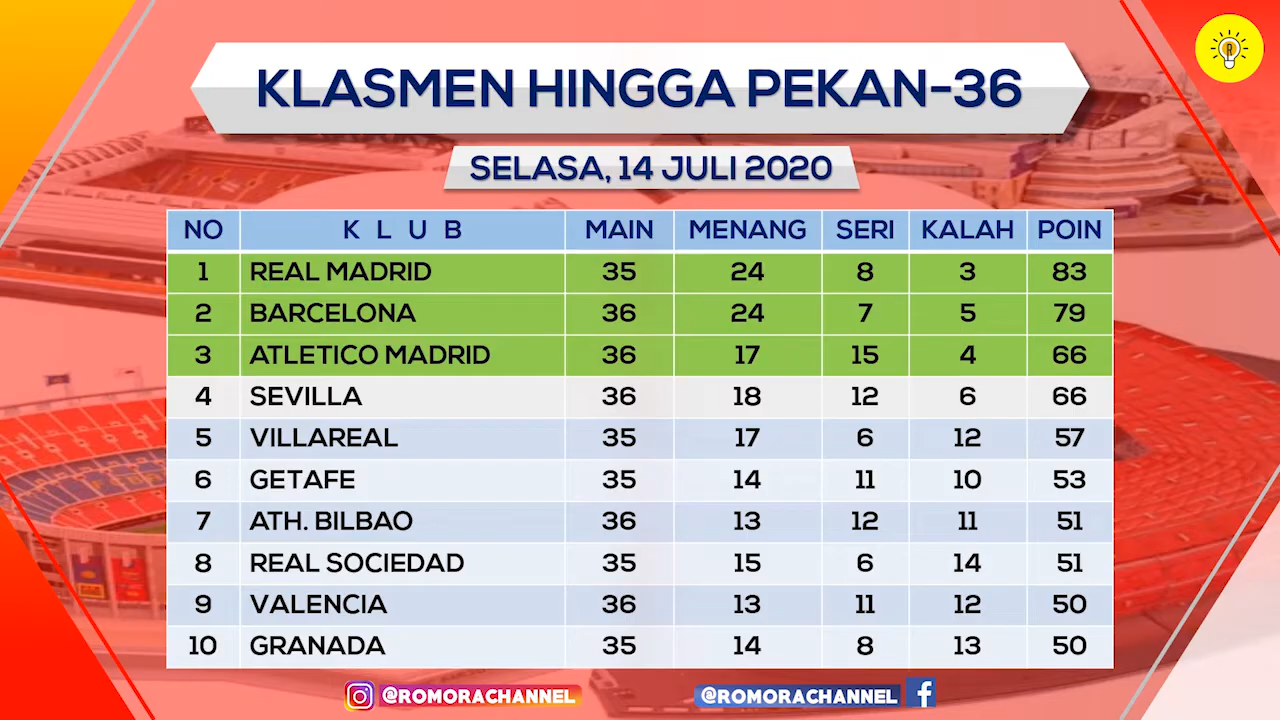 R
KLASMEN HINGGA PEKAN-36
SELASA, 14 JULI 2020
NO KLUB MAIN MENANG SERI KALAH POIN
1 REAL MADRID 35 24 8 3 83
2 BARCELONA 36 24 7 5 79
3 ATLETICO MADRID 36 17 15 4 66
4 SEVILLA 36 18 12 6 66
5 VILLAREAL 35 17 6 12 57
6 GETAFE 35 14 11 10 53
7 ATH. BILBAO 36 13 12 11 51
8 REAL SOCIEDAD 35 15 6 14 51
9 VALENCIA 36 13 11 12 50
10 GRANADA 35 14 8 13 50
@ROMORACHANNEL @ROMORACHANNEL f